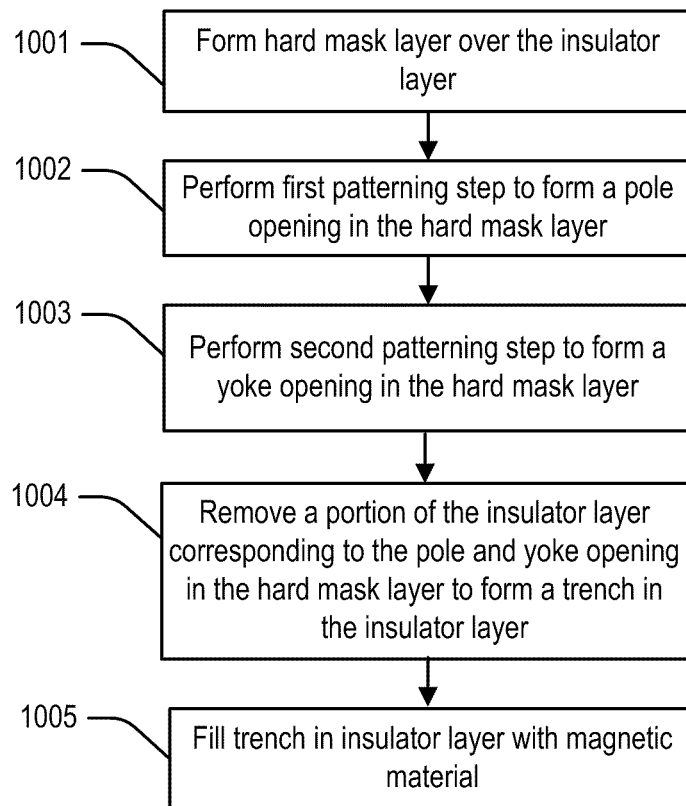 1001
Form hard mask layer over the insulator
layer
1002
Perform first patterning step to form a pole
opening in the hard mask layer
1003
Perform second patterning step to form a
yoke opening in the hard mask layer
1004
Remove a portion of the insulator layer
corresponding to the pole and yoke opening
in the hard mask layer to form a trench in
the insulator layer
1005
Fill trench in insulator layer with magnetic
material